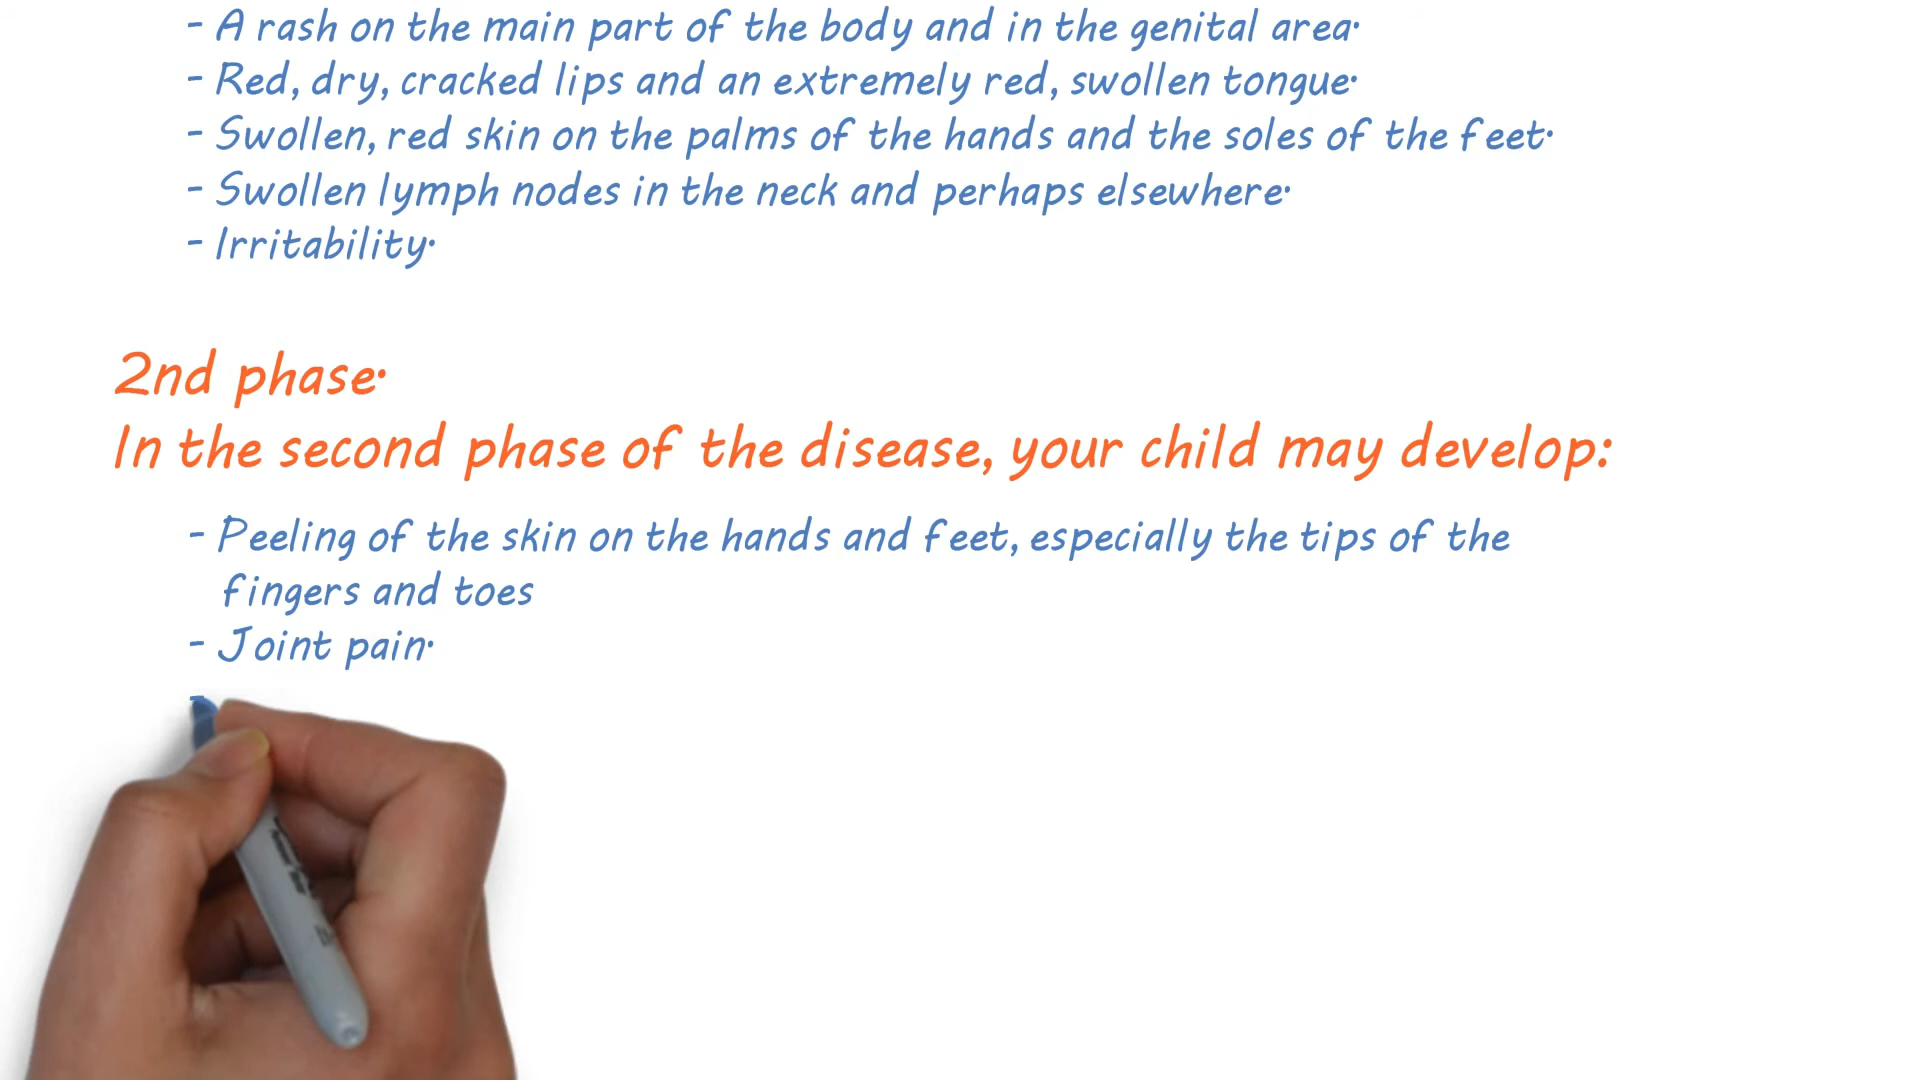 - A rash on the main part of the body and in the genital area.
- Red, dry, cracked lips and an extremely red, swollen tongue.
- Swollen, red skin on the palms of the hands and the soles of the feet.
- Swollen lymph nodes in the neck and perhaps elsewhere.
- Irritability.
2nd phase.
In the second phase of the disease, your child may develop:
- Peeling of the skin on the hands and feet, especially the tips of the
fingers and toes
- Joint pain.
-